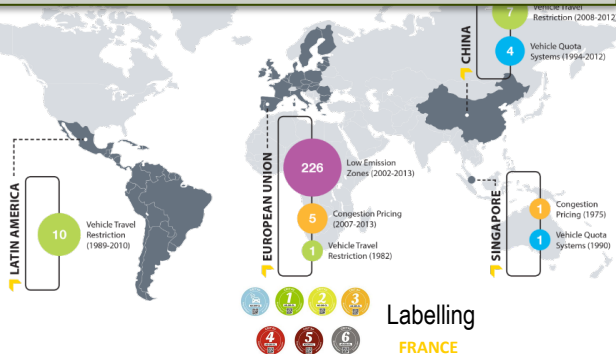 7
Vehicle Travel
Restriction (2008-2012)
4
Vehicle Quota
Systems (1994-2012)
CHINA
LATIN AMERICA
10
Vehicle Travel
Restriction
(1989-2010)
EUROPEAN UNION
226
Low Emission
Zones (2002-2013)
5
Congestion Pricing
(2007-2013)
1
Vehicle Travel
Restriction (1982)
SINGAPORE
1
Congestion
Pricing (1975)
1
Vehicle Quota
Systems (1990)
1 2 3
4 5 6
Labelling
FRANCE